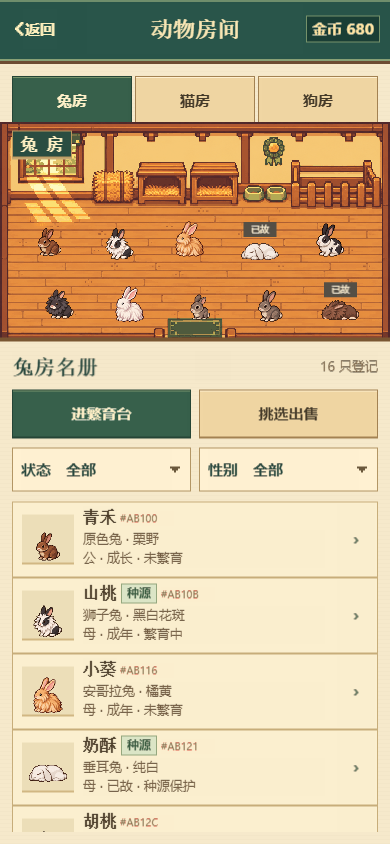 返回
动物房间
金币 680
兔房
猫房
狗房
兔 房
已故
已故
兔房名册
16 只登记
进繁育台
挑选出售
状态 全部
性别 全部
青禾 #AB100
原色兔 · 栗野
公 · 成长 · 未繁育
山桃 种源 #AB10B
狮子兔 · 黑白花斑
母 · 成年 · 繁育中
小葵 #AB116
安哥拉兔 · 橘黄
母 · 成年 · 未繁育
奶酥 种源 #AB121
垂耳兔 · 纯白
母 · 已故 · 种源保护
胡桃 #AB12C